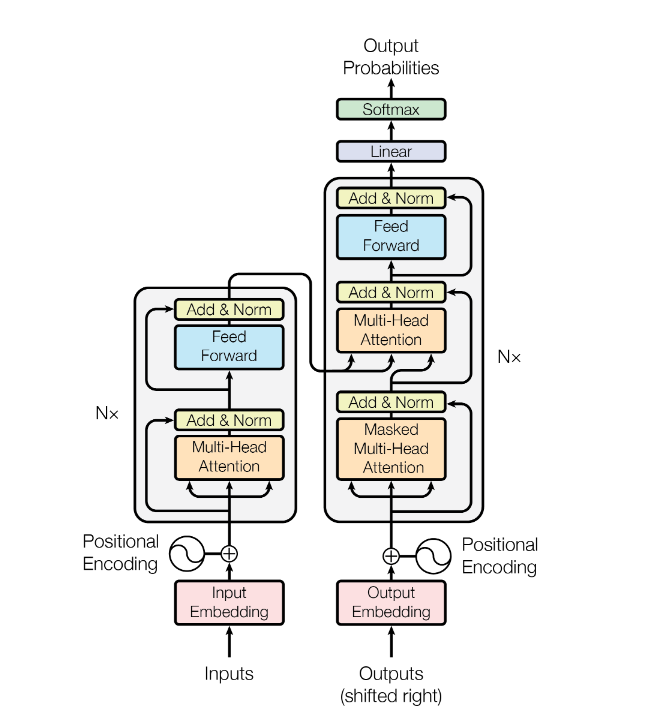 Output
Probabilities
Softmax
Linear
Add & Norm
Feed
Forward
Add & Norm
Multi-Head
Attention
Add & Norm
Masked
Multi-Head
Attention
N×
Add & Norm
Feed
Forward
Add & Norm
Multi-Head
Attention
N×
Positional
Encoding
Positional
Encoding
Input
Embedding
Output
Embedding
Inputs
Outputs
(shifted right)